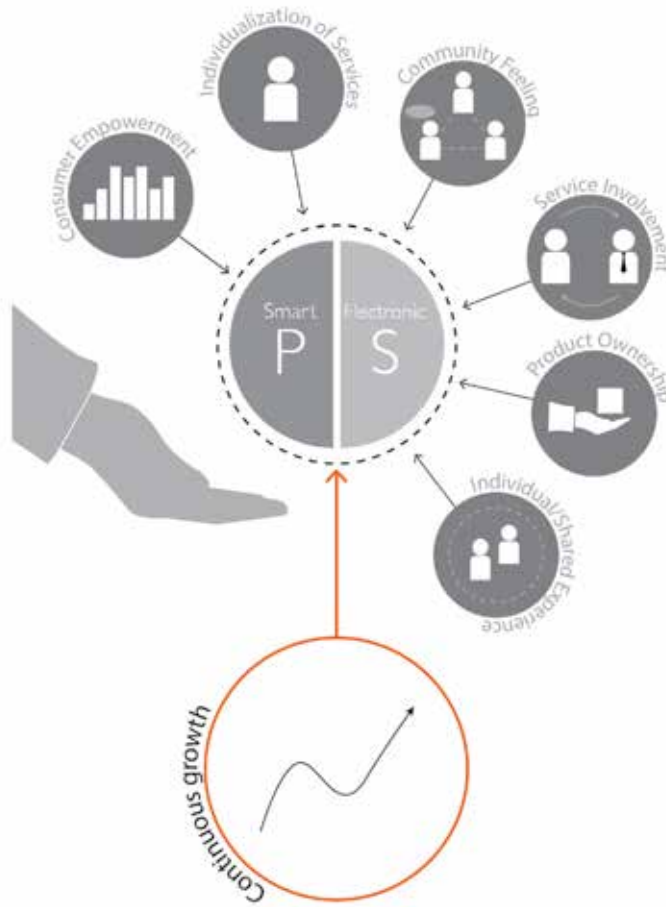 Individualization of Services
Community Feeling
Consumer Empowerment
Service Involvement
Smart
P
Electronic
S
Product Ownership
Individual/Shared Experience
Continuous growth